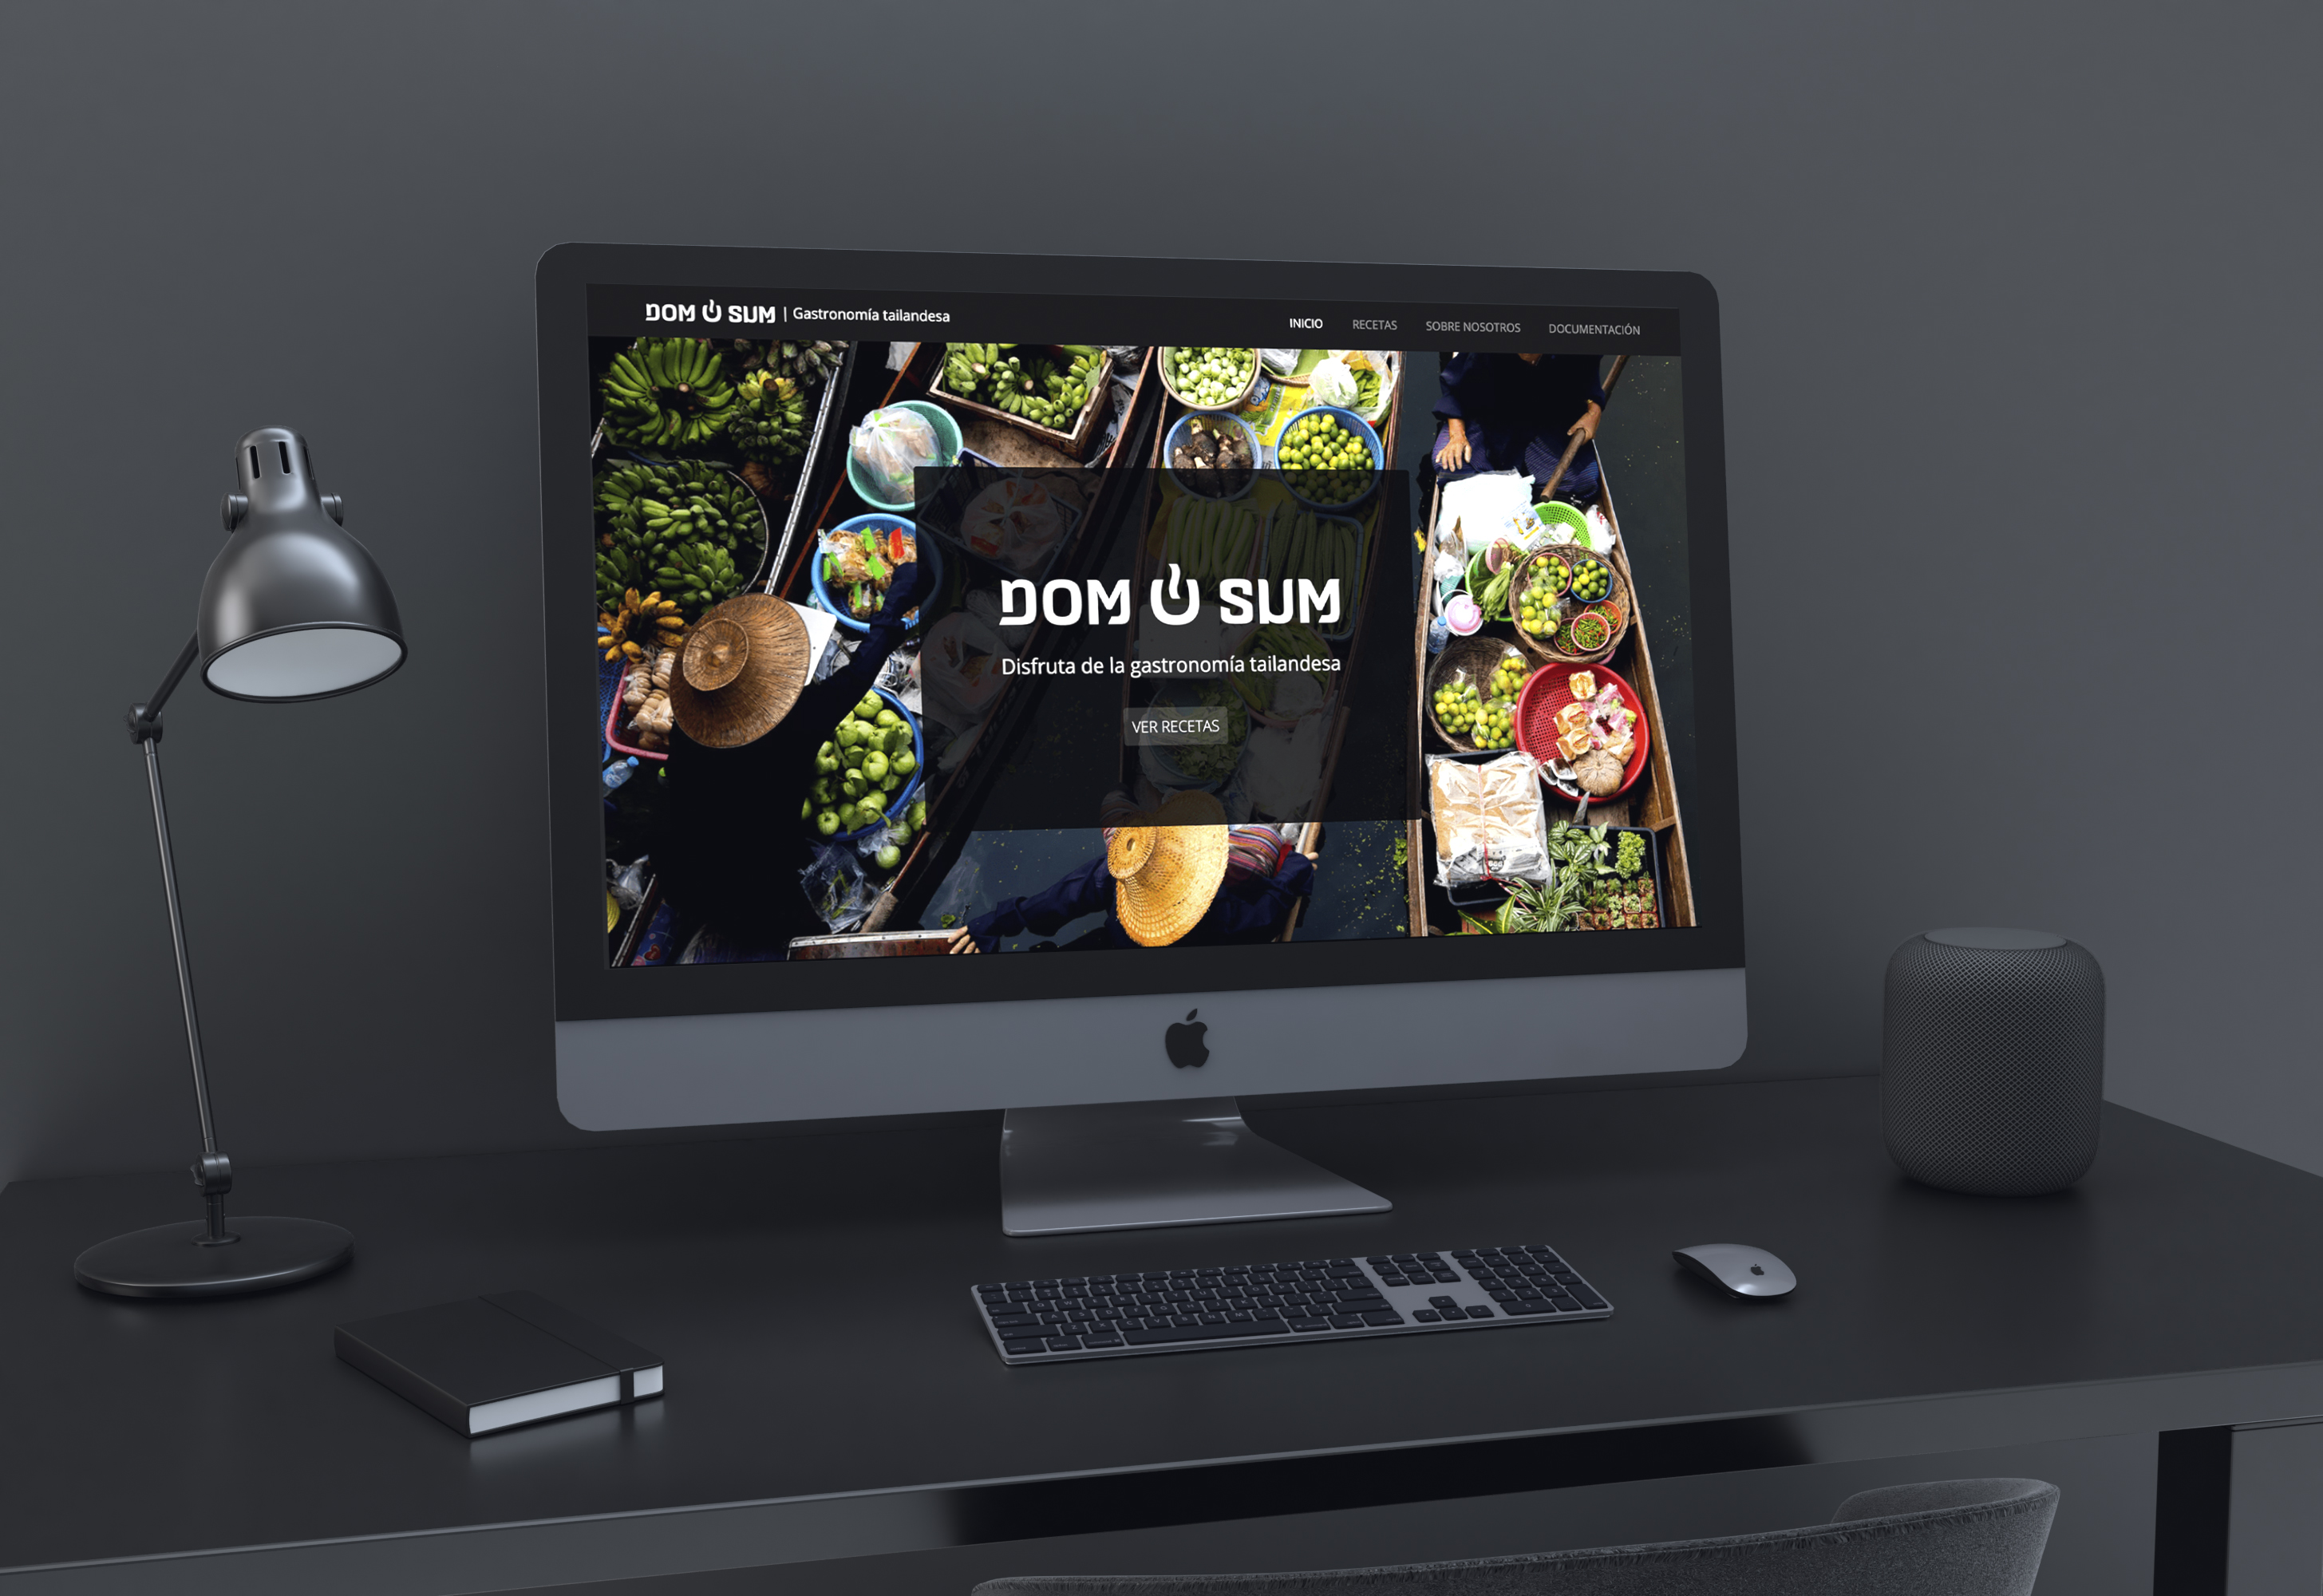 DOM SUM | Gastronomía tailandesa
INICIO RECETAS SOBRE NOSOTROS DOCUMENTACIÓN
DOM SUM
Disfruta de la gastronomía tailandesa
VER RECETAS